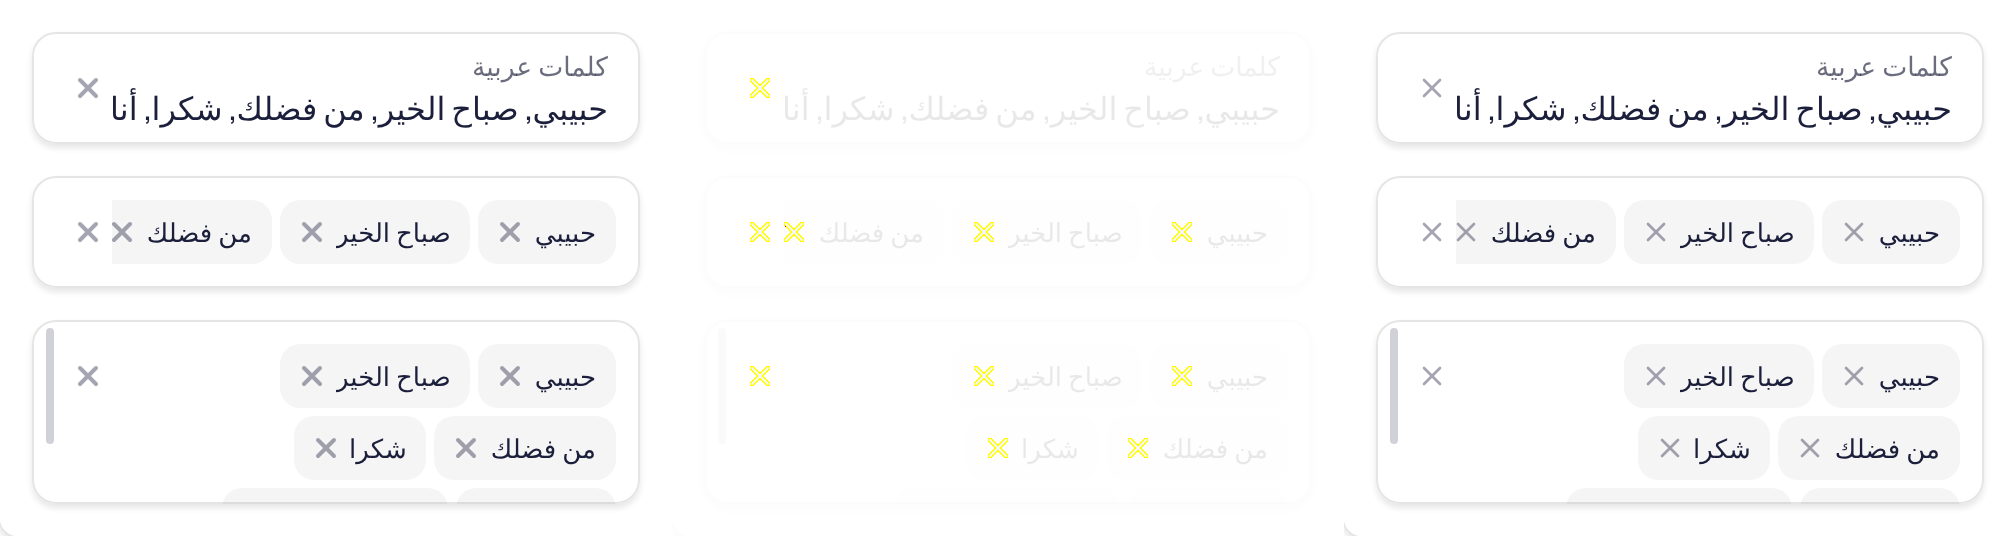 كلمات عربية
حبيبي, صباح الخير, من فضلك, شكرا, أنا
حبيبي صباح الخير من فضلك
حبيبي صباح الخير
من فضلك شكرا
كلمات عربية
حبيبي, صباح الخير, من فضلك, شكرا, أنا
حبيبي صباح الخير من فضلك
حبيبي صباح الخير
من فضلك شكرا
كلمات عربية
حبيبي, صباح الخير, من فضلك, شكرا, أنا
حبيبي صباح الخير من فضلك
حبيبي صباح الخير
من فضلك شكرا